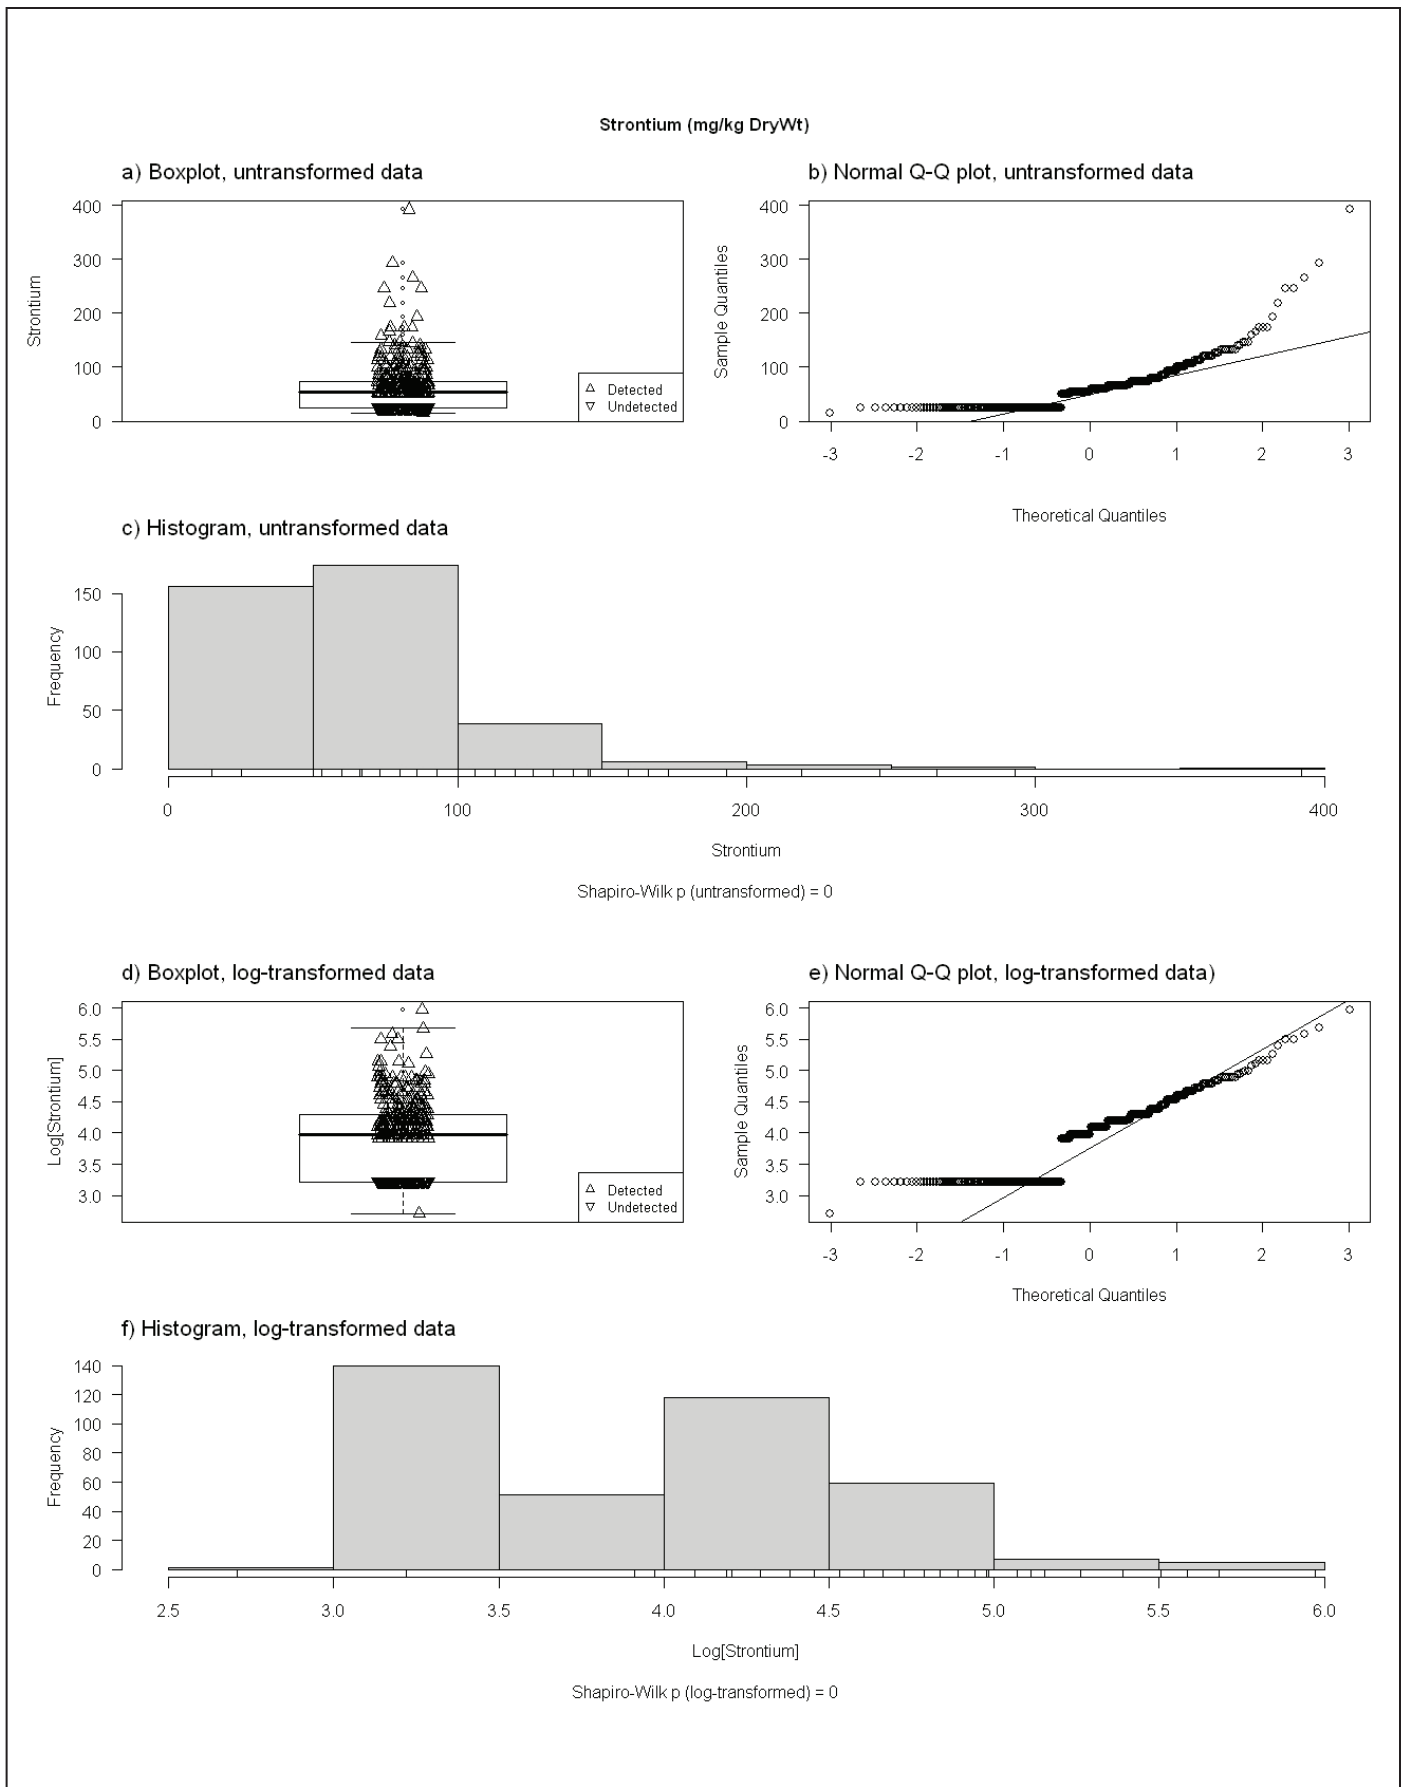 Strontium (mg/kg DryWt)
a) Boxplot, untransformed data
Strontium
400
300
200
100
0
Detected
Undetected
b) Normal Q-Q plot, untransformed data
Sample Quantiles
400
300
200
100
0
-3 -2 -1 0 1 2 3
Theoretical Quantiles
c) Histogram, untransformed data
Frequency
150
100
50
0
0 100 200 300 400
Strontium
Shapiro-Wilk p (untransformed) = 0
d) Boxplot, log-transformed data
Log[Strontium]
6.0
5.5
5.0
4.5
4.0
3.5
3.0
Detected
Undetected
e) Normal Q-Q plot, log-transformed data)
Sample Quantiles
6.0
5.5
5.0
4.5
4.0
3.5
3.0
-3 -2 -1 0 1 2 3
Theoretical Quantiles
f) Histogram, log-transformed data
Frequency
140
120
100
80
60
40
20
0
2.5 3.0 3.5 4.0 4.5 5.0 5.5 6.0
Log[Strontium]
Shapiro-Wilk p (log-transformed) = 0